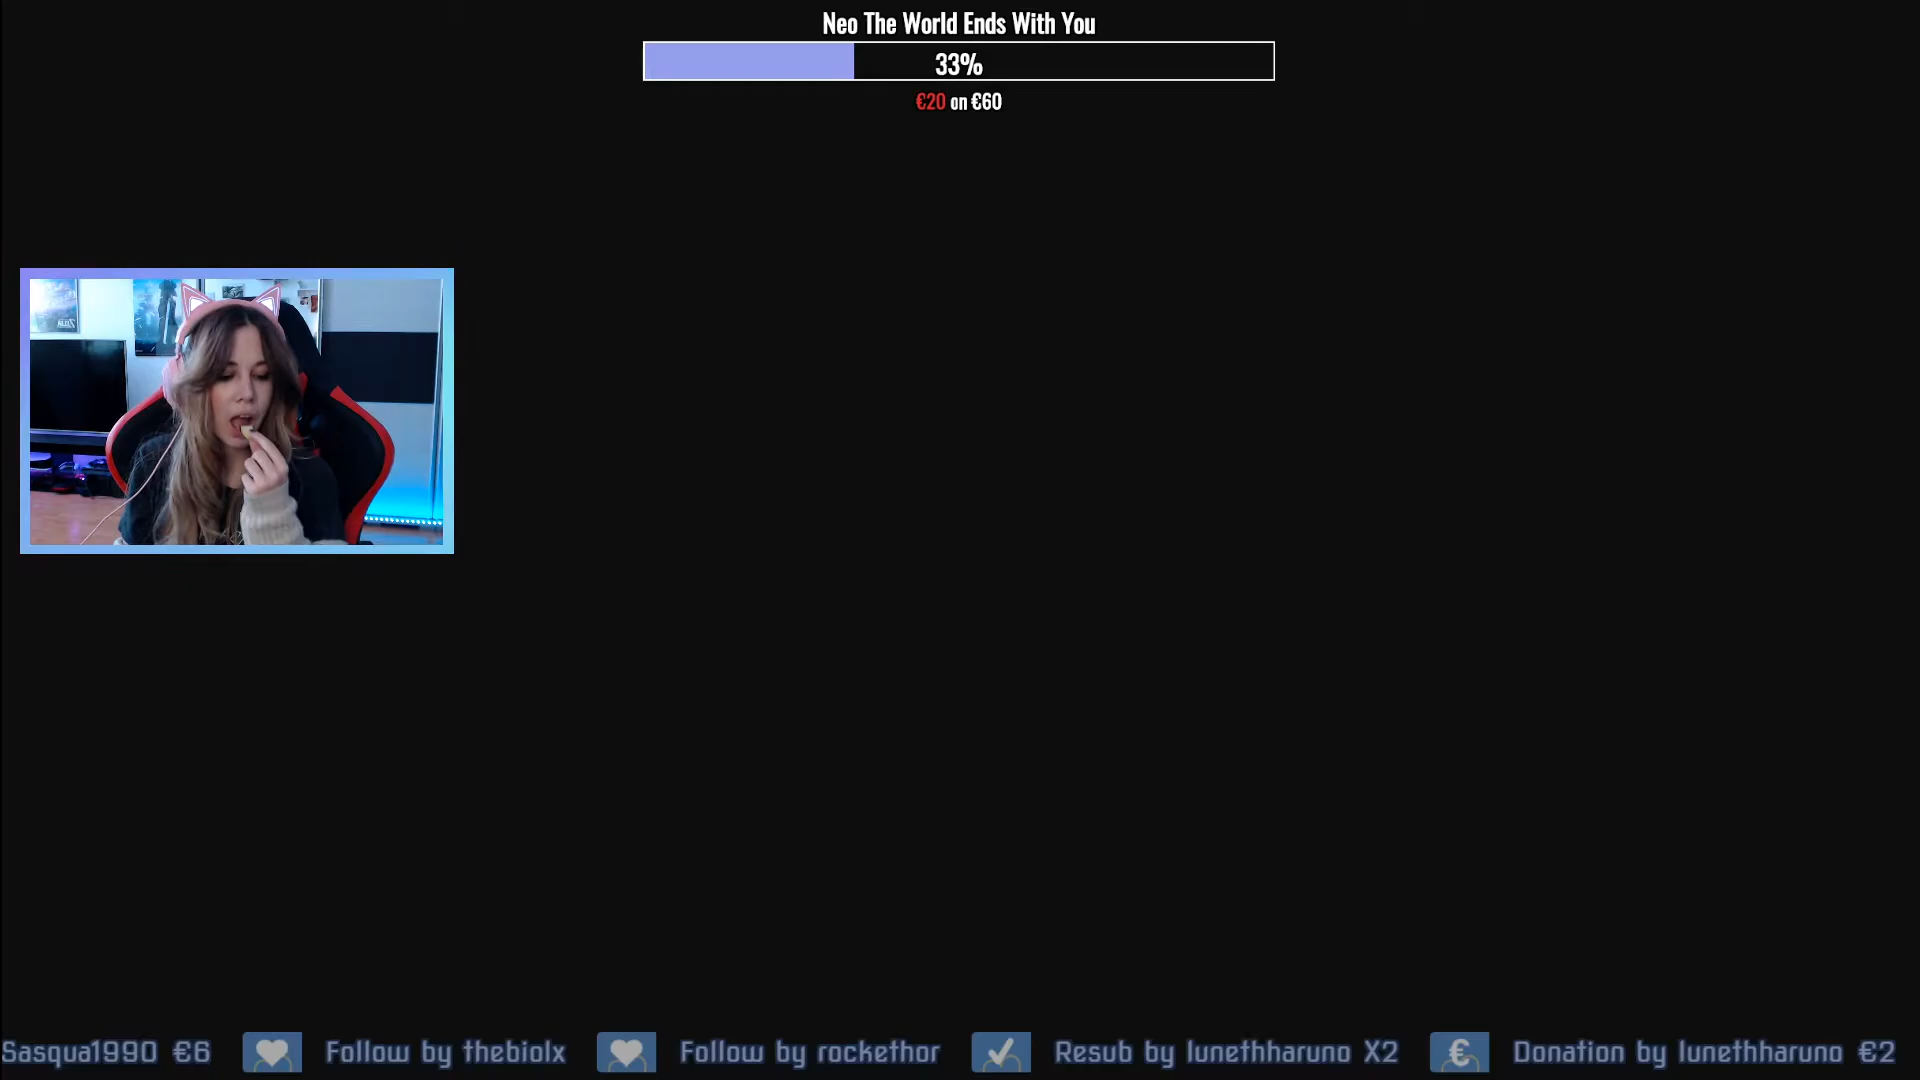 Neo The World Ends With You
33%
€20 on €60
Sasqua1990 €6 Follow by thebiolx Follow by rockethor Resub by lunethharuno X2 € Donation by lunethharuno €2